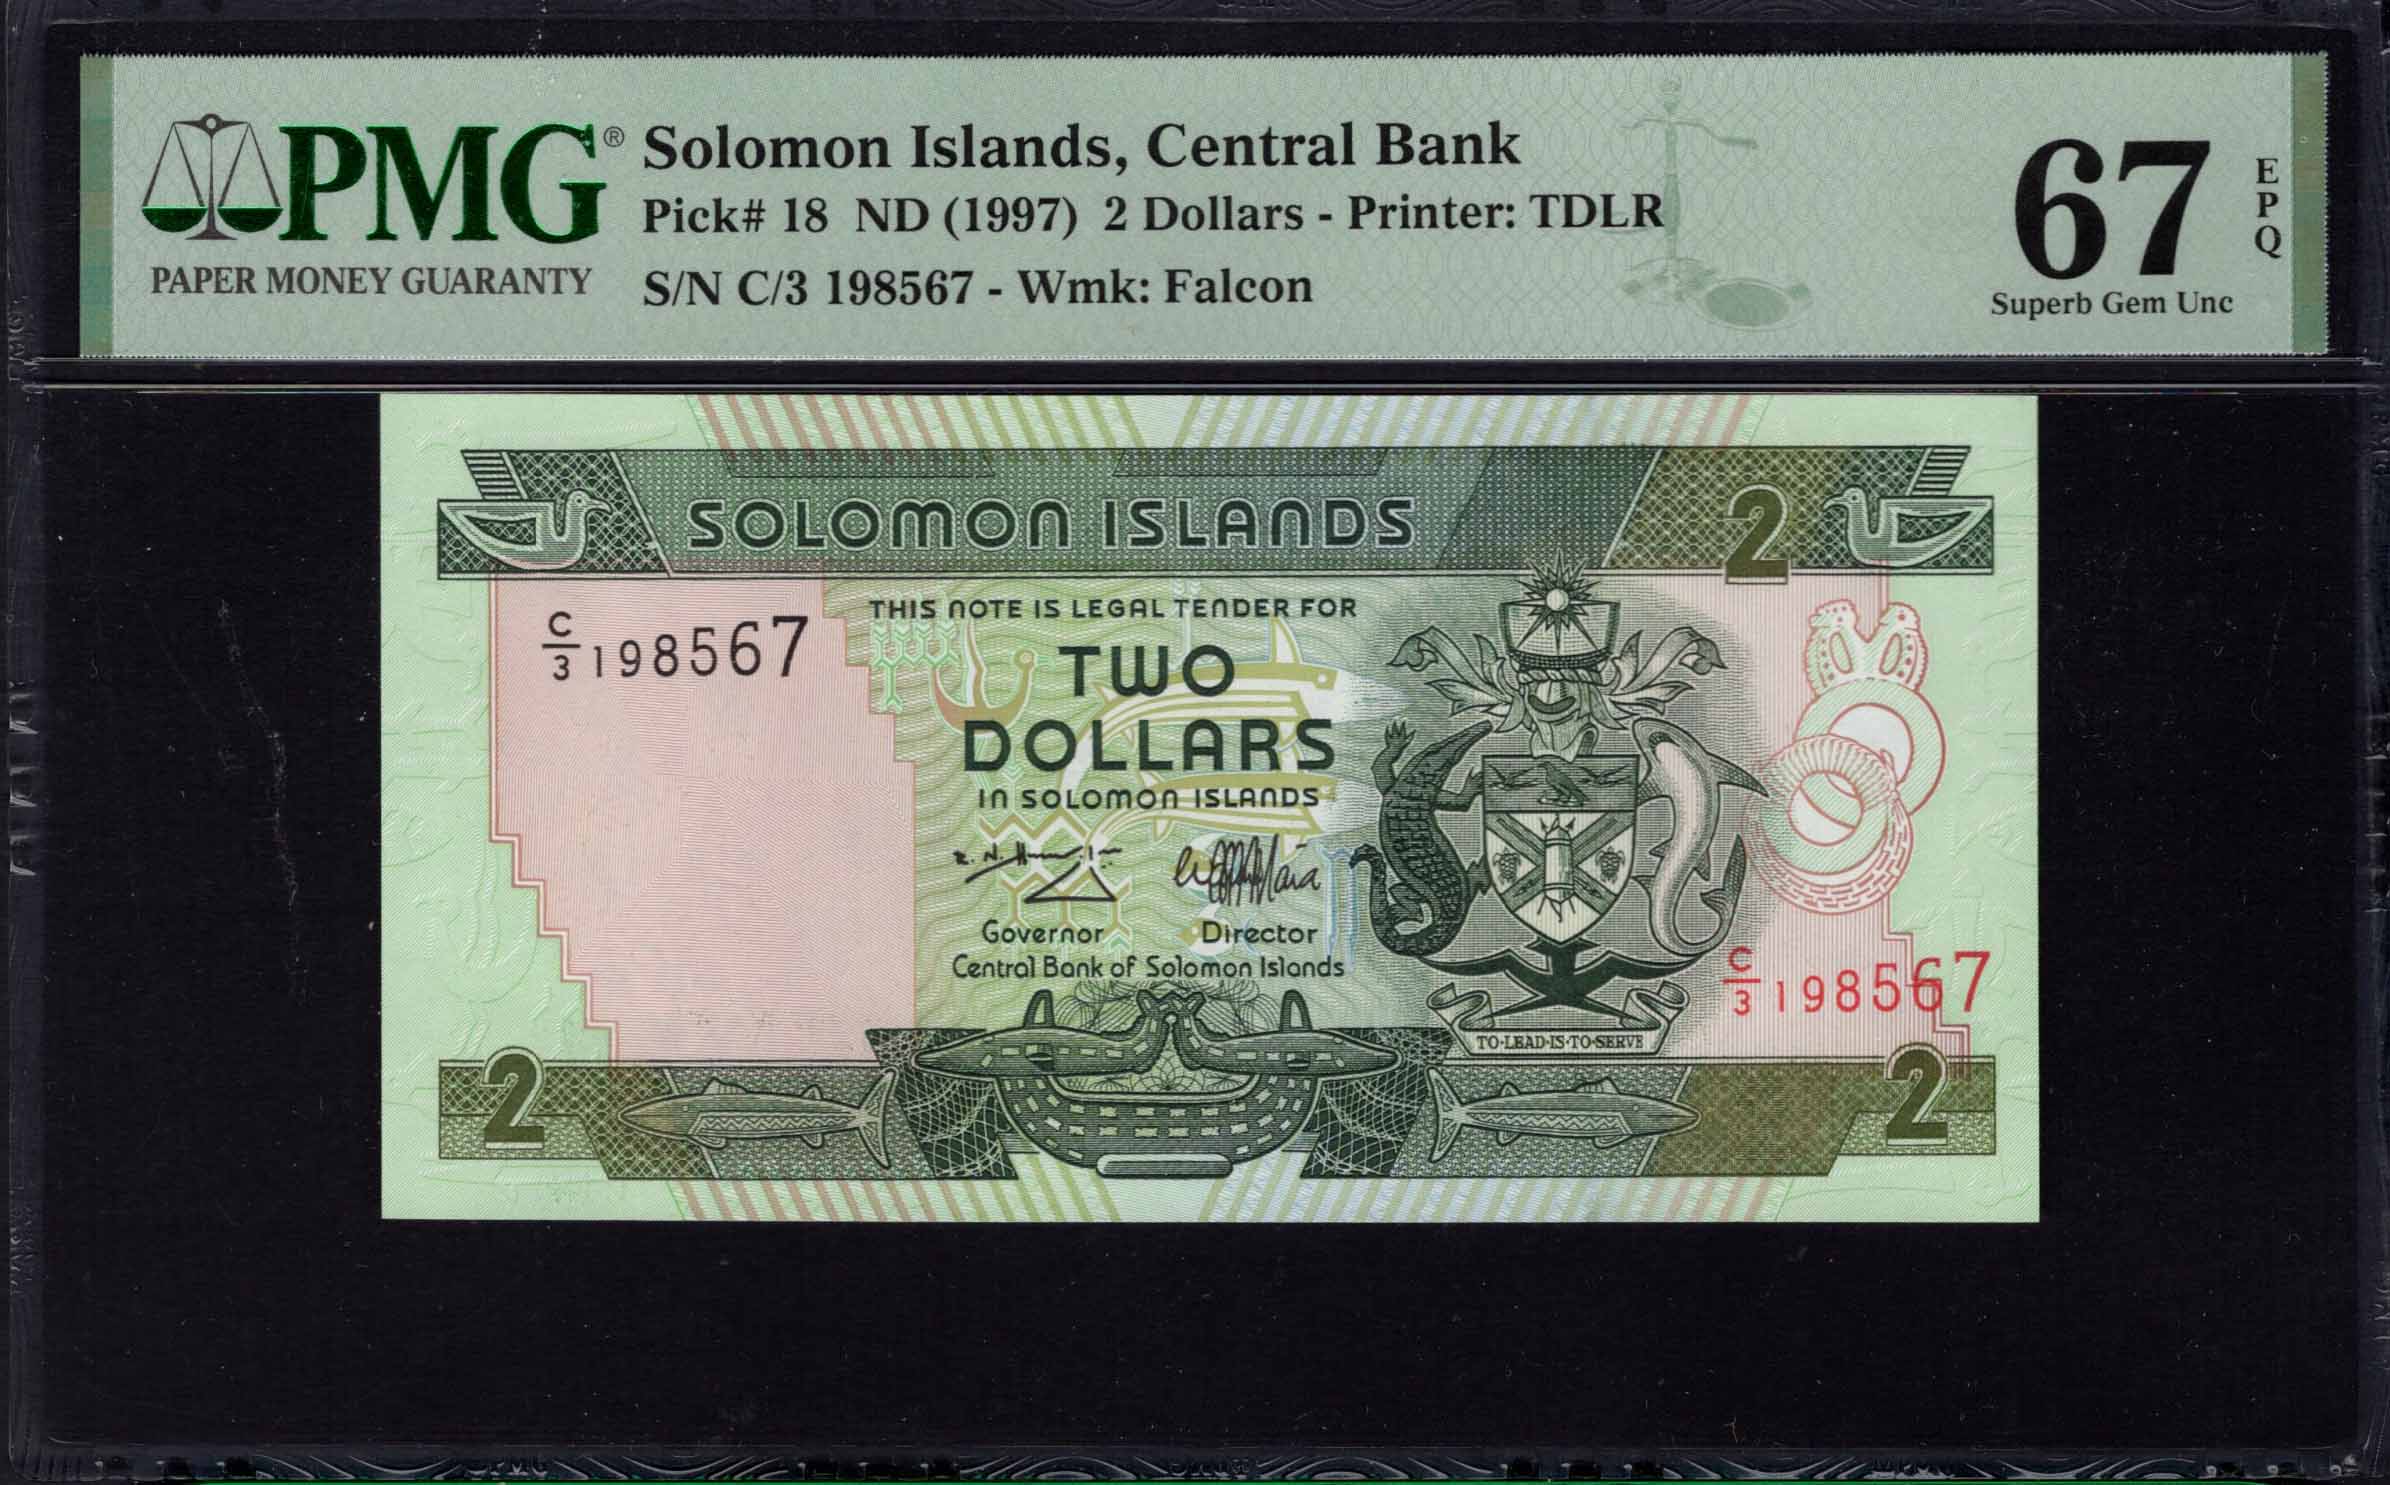 PMG®
PAPER MONEY GUARANTY
Solomon Islands, Central Bank
Pick# 18 ND (1997) 2 Dollars - Printer: TDLR
S/N C/3 198567 - Wmk: Falcon
67
EPQ
Superb Gem Unc
SOLOMON ISLANDS
2
C/3 198567
THIS NOTE IS LEGAL TENDER FOR
TWO
DOLLARS
IN SOLOMON ISLANDS
Governor Director
Central Bank of Solomon Islands
C/3 198567
TO·LEAD·IS·TO·SERVE
2
2